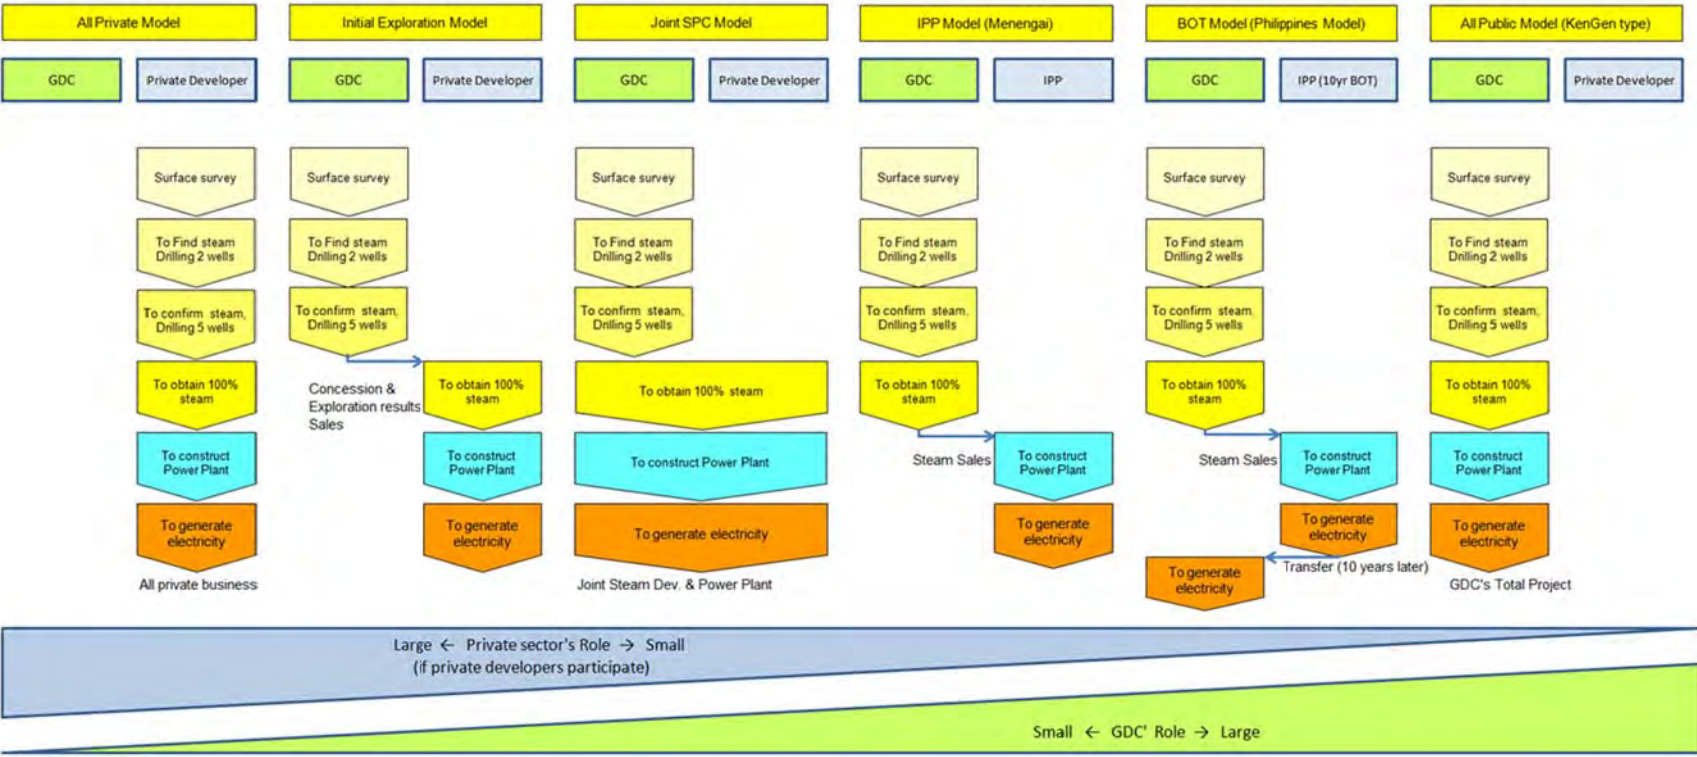 All Private Model
Initial Exploration Model
Joint SPC Model
IPP Model (Menengai)
BOT Model (Philippines Model)
All Public Model (KenGen type)
GDC
Private Developer
GDC
Private Developer
GDC
Private Developer
GDC
IPP
GDC
IPP (10yr BOT)
GDC
Private Developer
Surface survey
To Find steam
Drilling 2 wells
To confirm steam,
Drilling 5 wells
To obtain 100%
steam
To construct
Power Plant
To generate
electricity
All private business
Surface survey
To Find steam
Drilling 2 wells
To confirm steam,
Drilling 5 wells
Concession &
Exploration results
Sales
To obtain 100%
steam
To construct
Power Plant
To generate
electricity
Surface survey
To Find steam
Drilling 2 wells
To confirm steam,
Drilling 5 wells
To obtain 100% steam
To construct Power Plant
To generate electricity
Joint Steam Dev. & Power Plant
Surface survey
To Find steam
Drilling 2 wells
To confirm steam,
Drilling 5 wells
To obtain 100%
steam
Steam Sales
To construct
Power Plant
To generate
electricity
Surface survey
To Find steam
Drilling 2 wells
To confirm steam,
Drilling 5 wells
To obtain 100%
steam
Steam Sales
To construct
Power Plant
To generate
electricity
Transfer (10 years later)
To generate
electricity
Surface survey
To Find steam
Drilling 2 wells
To confirm steam,
Drilling 5 wells
To obtain 100%
steam
To construct
Power Plant
To generate
electricity
GDC's Total Project
Large ← Private sector's Role → Small
(if private developers participate)
Small ← GDC' Role → Large